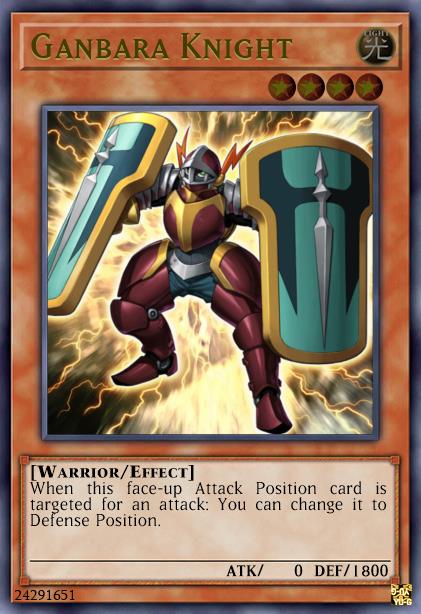 GANBARA KNIGHT
LIGHT
光
[WARRIOR/EFFECT]
When this face-up Attack Position card is
targeted for an attack: You can change it to
Defense Position.
ATK/ 0 DEF/1800
24291651